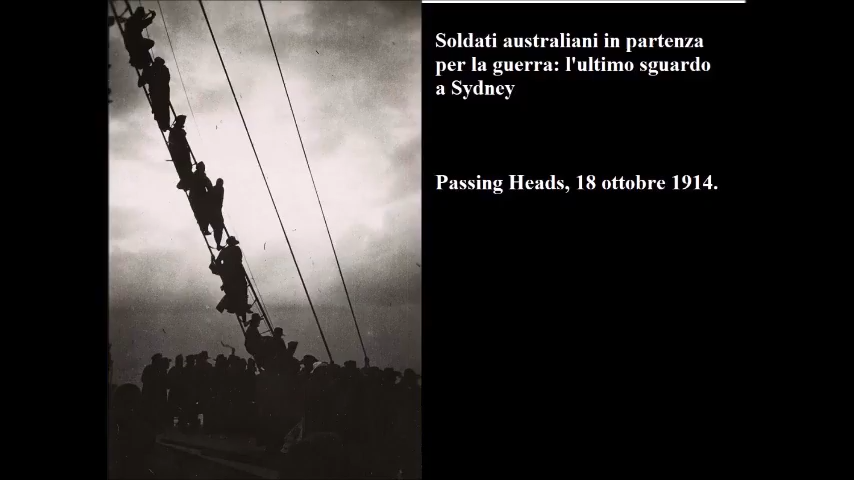 Soldati australiani in partenza
per la guerra: l'ultimo sguardo
a Sydney
Passing Heads, 18 ottobre 1914.